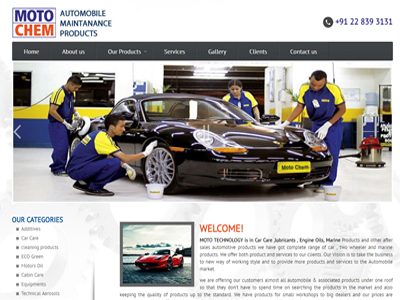 MOTO
CHEM
AUTOMOBILE
MAINTANANCE
PRODUCTS
+91 22 839 3131
Home About us Our Products Services Gallery Clients Contact us
Moto Chem
OUR CATEGORIES
Additives
Car Care
cleaning products
ECO Green
Motors Oil
Cabin Care
Equipments
Technical Aerosols
WELCOME!
MOTO TECHNOLOGY is in Car Care ,lubricants , Engine Oils, Marine Products and other after
sales automotive products we have got complete range of car , two wheeler and marine
products. We offer both product and services to our clients. Our Vision is to take the business
to new way of working style and to provide more products and services to the Automobile
market.
we are offering our customers almost all automobile & associated products under one roof
so that they don't have to spend time on searching the products in the market and also
keeping the quality of products up to the standard. We have products for small workshops to big dealers and our prices are